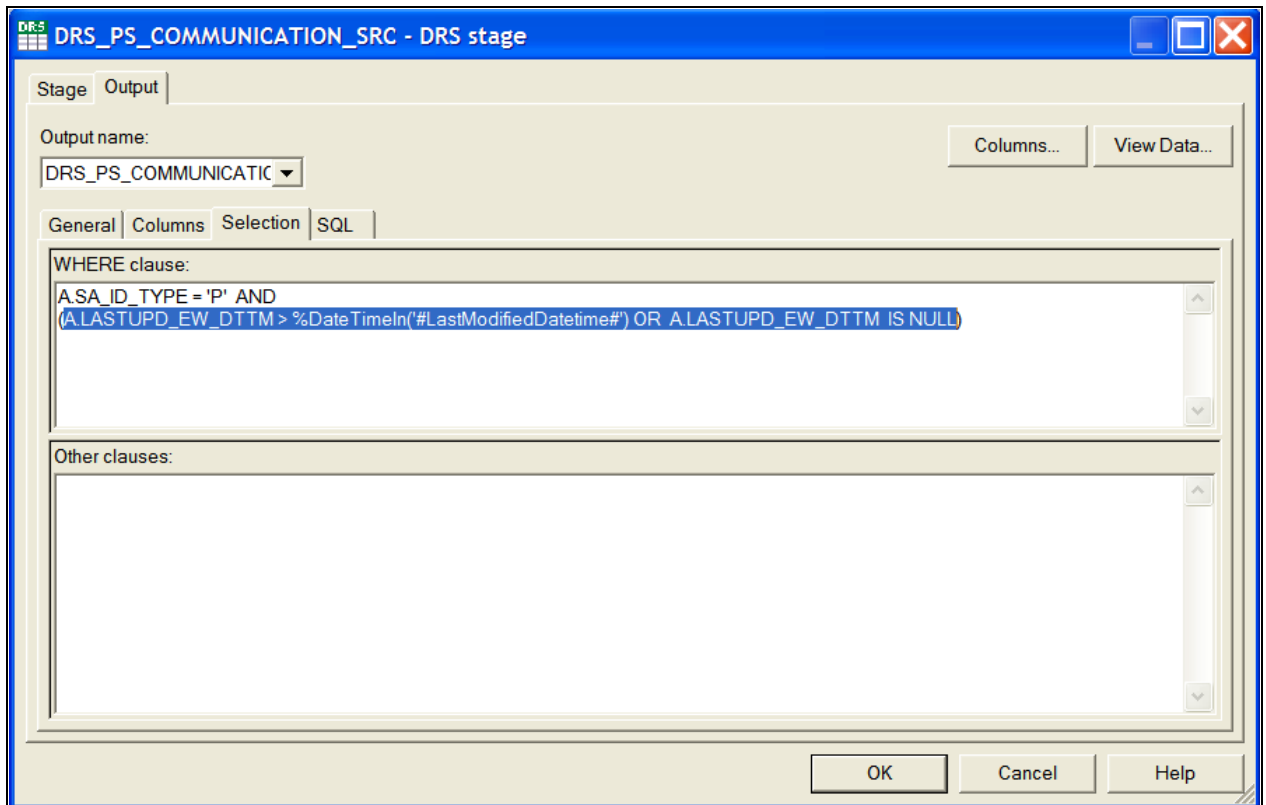 DRS
DRS_PS_COMMUNICATION_SRC - DRS stage
Stage Output
Output name:
Columns... View Data...
DRS_PS_COMMUNICATIC
General Columns Selection SQL
WHERE clause:
A.SA_ID_TYPE = 'P' AND
(A.LASTUPD_EW_DTTM > %DateTimeIn('#LastModifiedDatetime#') OR A.LASTUPD_EW_DTTM IS NULL)
Other clauses:
OK Cancel Help